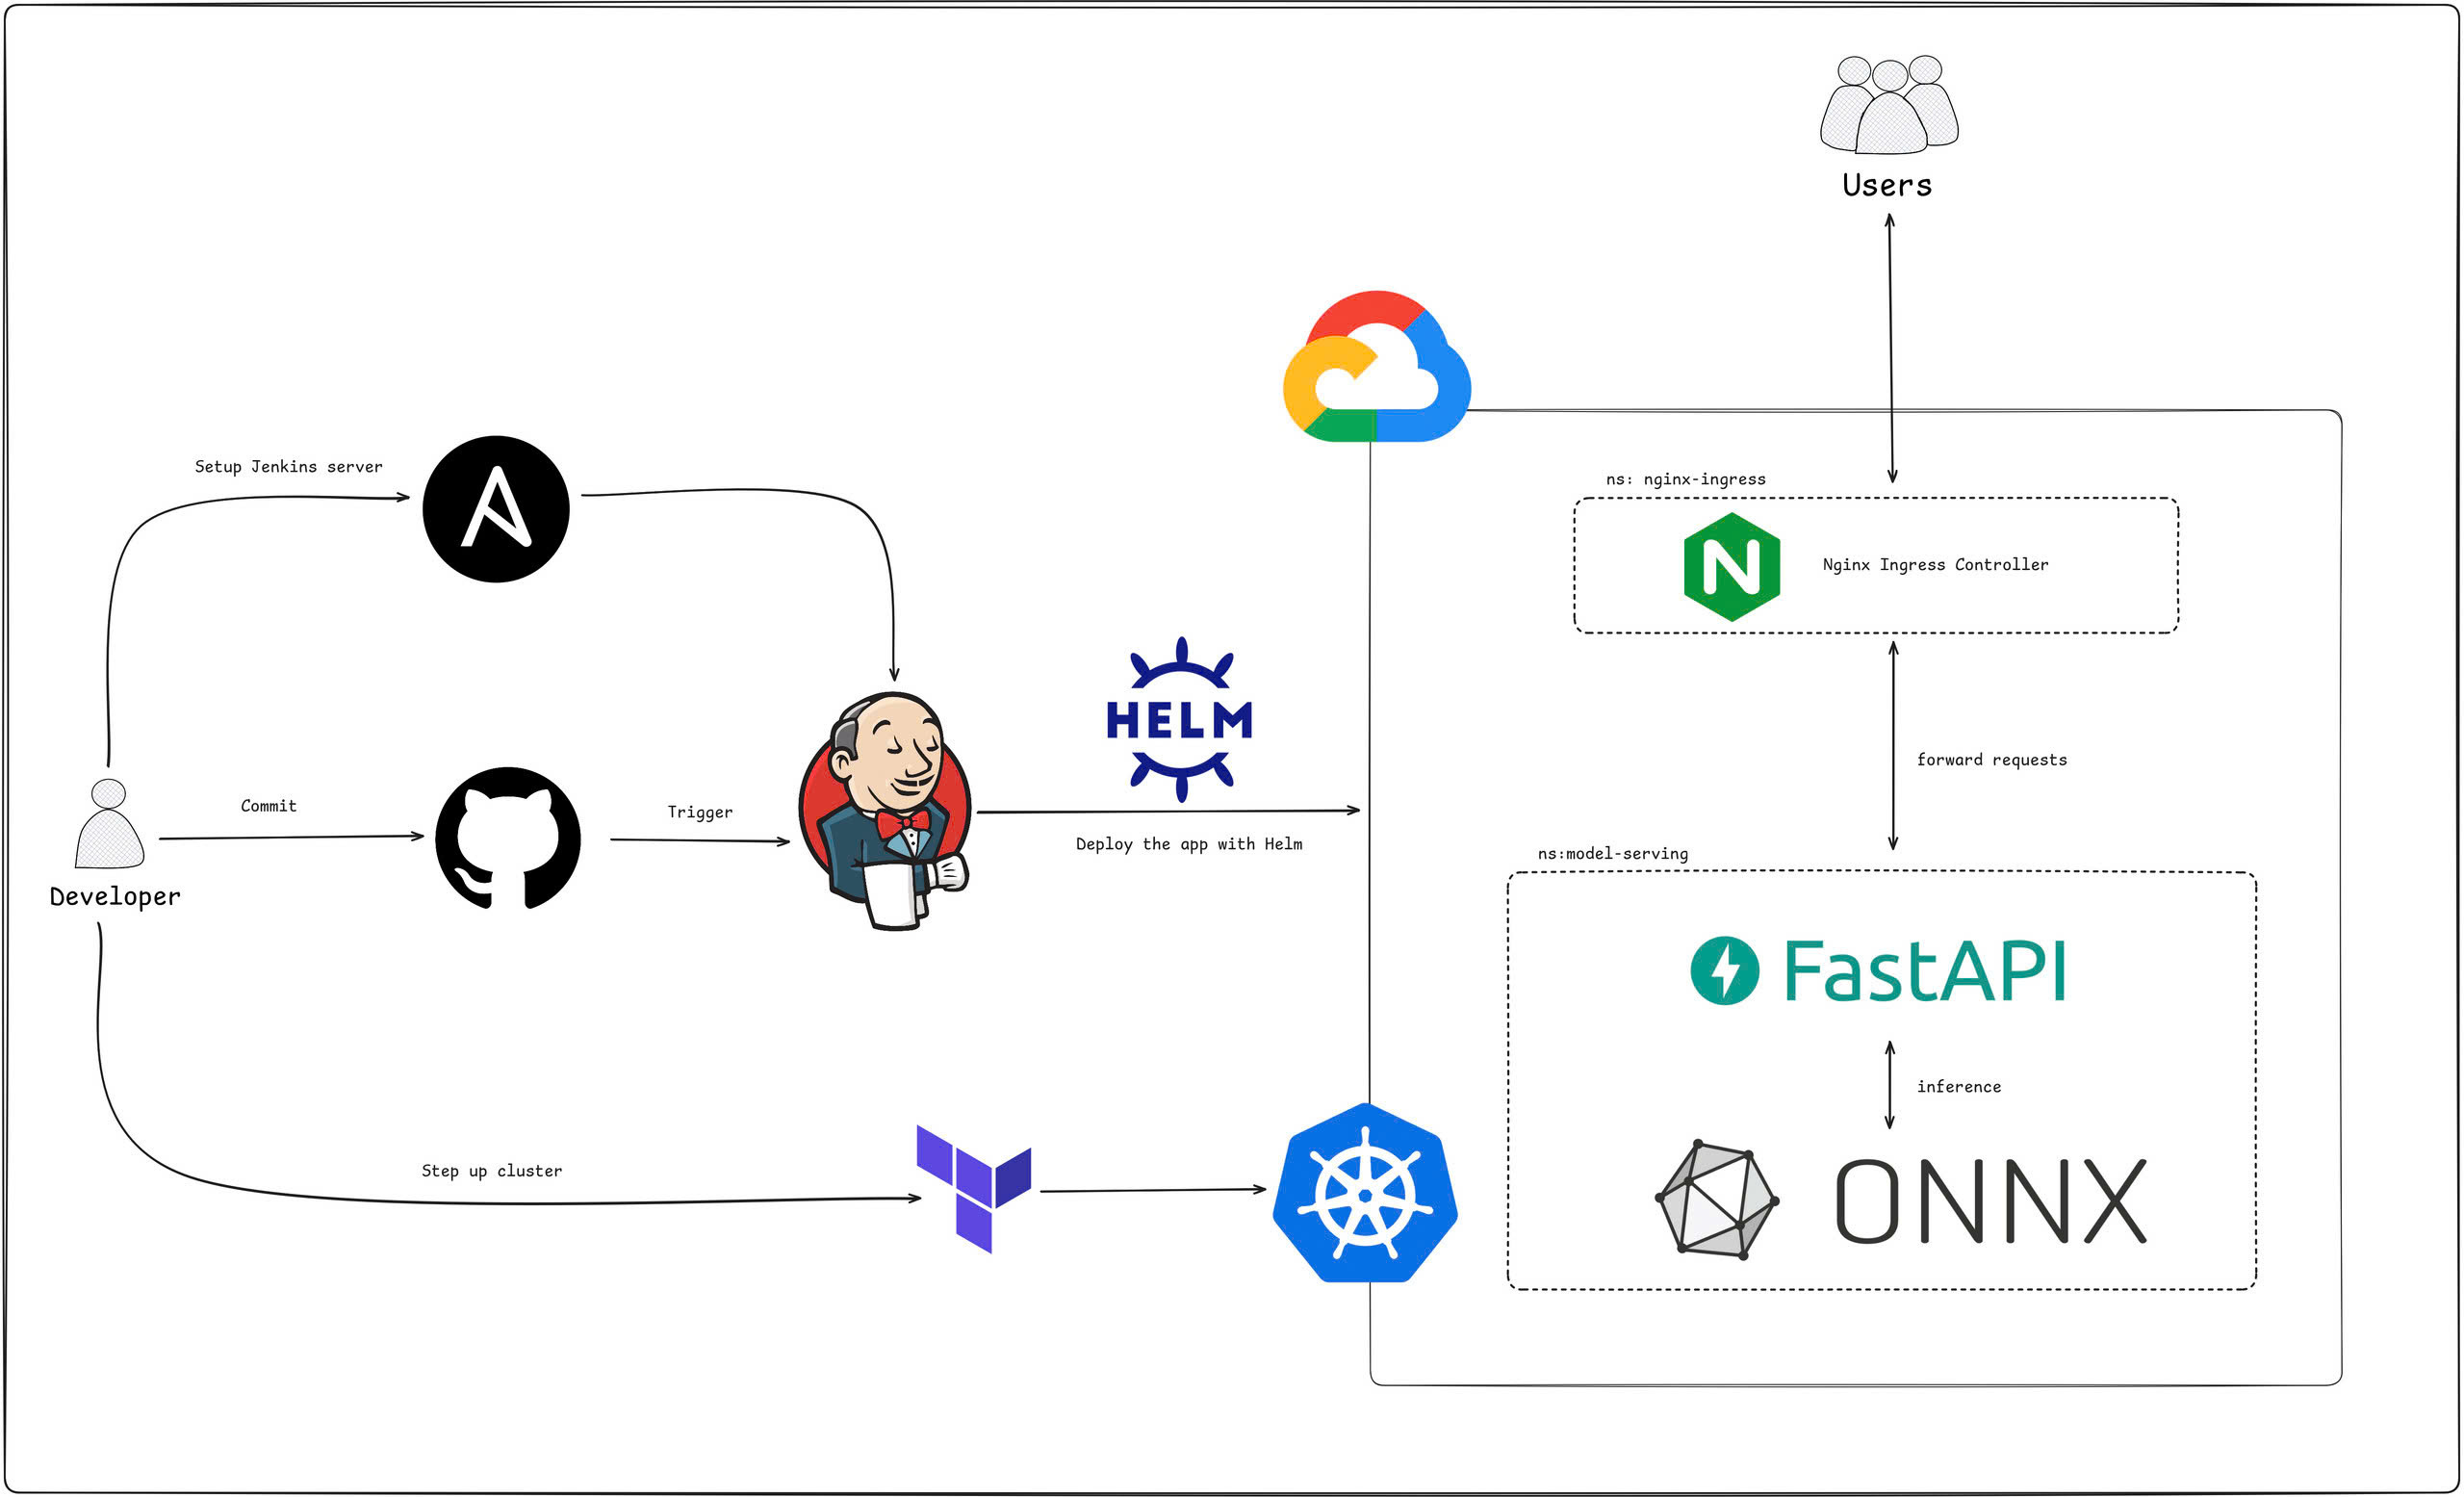 Users
Setup Jenkins server
ns: nginx-ingress
Nginx Ingress Controller
HELM
forward requests
Commit
Trigger
Deploy the app with Helm
ns:model-serving
Developer
FastAPI
inference
Step up cluster
ONNX